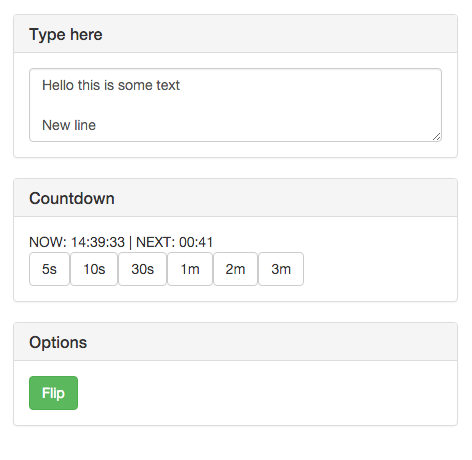 Type here
Hello this is some text

New line
Countdown
NOW: 14:39:33 | NEXT: 00:41
5s 10s 30s 1m 2m 3m
Options
Flip